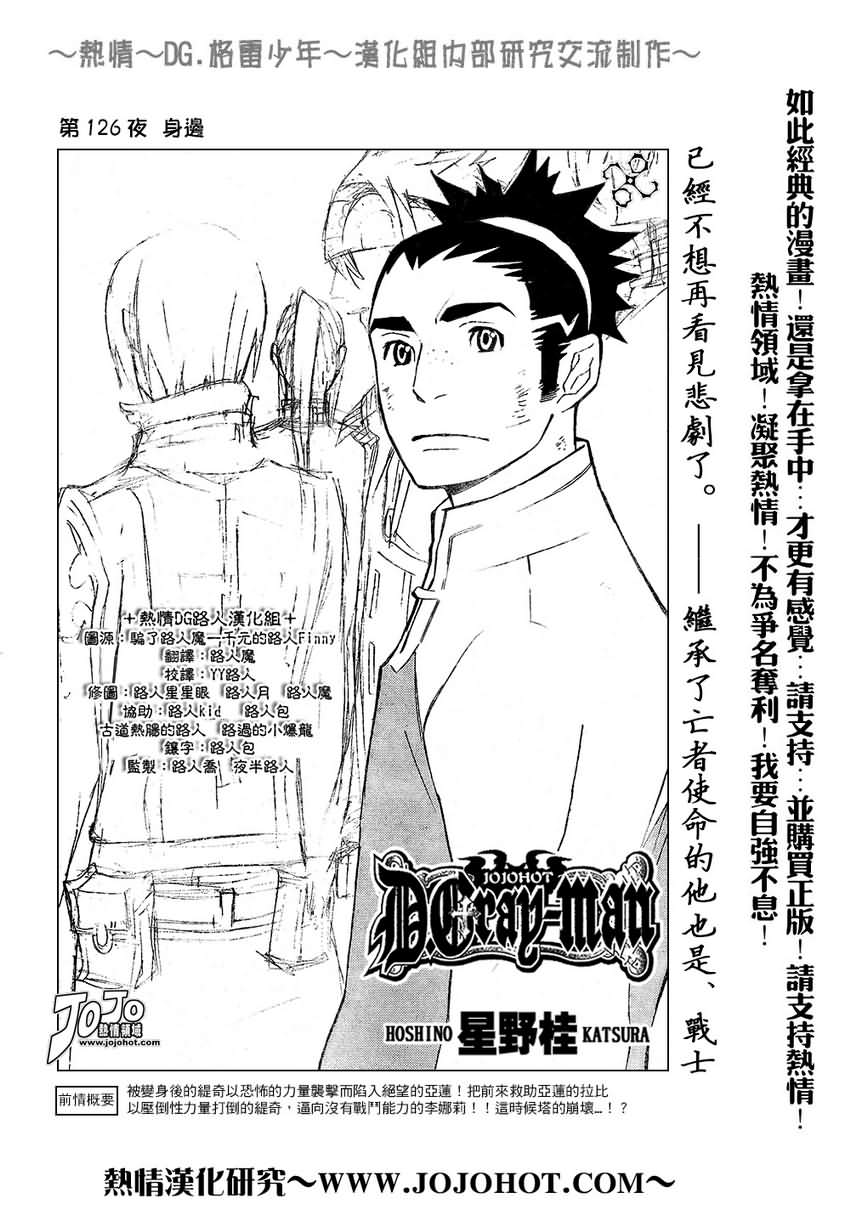 ～熱情～DG.格雷少年～漢化組內部研究交流制作～
第126夜 身邊
如此經典的漫畫！還是拿在手中…才更有感覺…請支持…並購買正版！請支持熱情！
熱情領域！凝聚熱情！不為爭名奪利！我要自強不息！
已經不想再看見悲劇了。——繼承了亡者使命的他也是、戰士
＋熱情DG路人漢化組＋
圖源：騙了路人魔一千元的路人Finny
翻譯：路人魔
校譯：YY路人
修圖：路人星星眼 路人月 路人魔
協助：路人kid 路人包
古道熱腸的路人 路過的小爆龍
鑲字：路人包
監製：路人喬 夜半路人
JOJOHOT
D.Gray-man
HOSHINO 星野桂 KATSURA
JOJO
熱情領域
www.jojohot.com
前情概要
被變身後的緹奇以恐怖的力量襲擊而陷入絕望的亞蓮！把前來救助亞蓮的拉比
以壓倒性力量打倒的緹奇，逼向沒有戰鬥能力的李娜莉！！這時候塔的崩壞…！？
熱情漢化研究～WWW.JOJOHOT.COM～